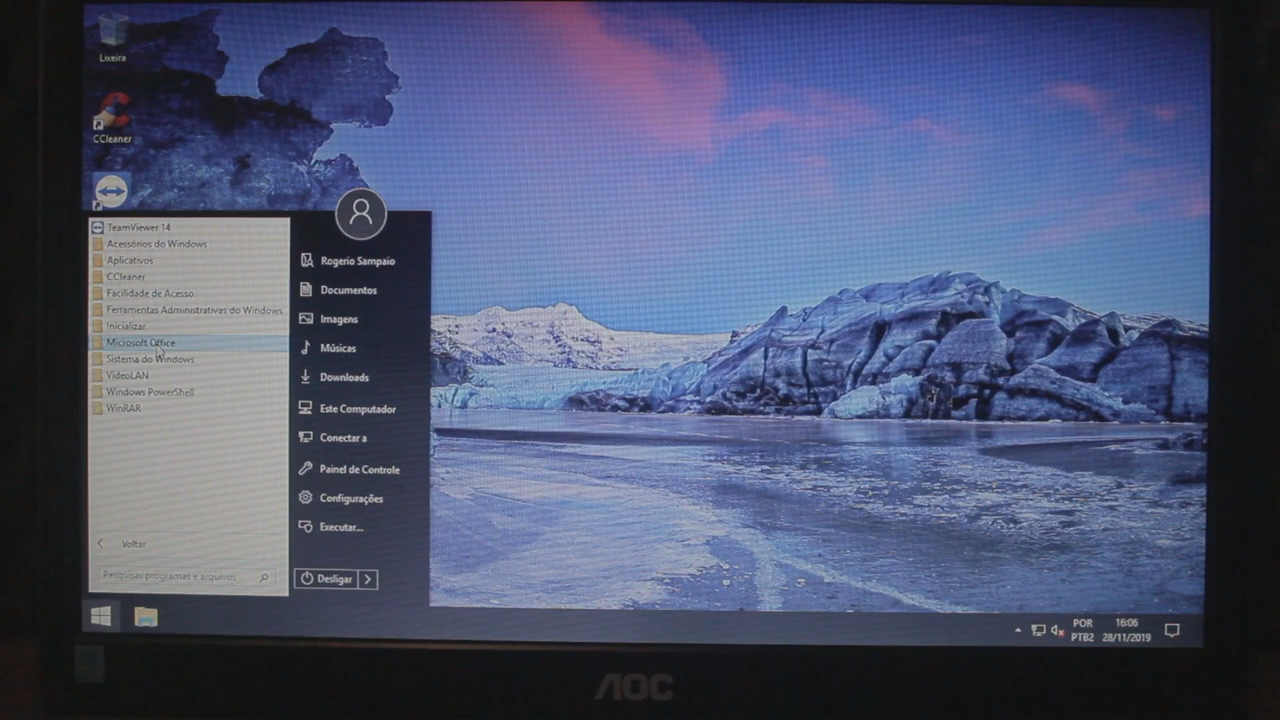 Lixeira
CCleaner
TeamViewer 14
Acessórios do Windows
Aplicativos
CCleaner
Facilidade de Acesso
Ferramentas Administrativas do Windows
Inicializar
Microsoft Office
Sistema do Windows
VideoLAN
Windows PowerShell
WinRAR
Voltar
Pesquisar programas e arquivos
Rogerio Sampaio
Documentos
Imagens
Músicas
Downloads
Este Computador
Conectar a
Painel de Controle
Configurações
Executar...
Desligar
POR
PTB2
16:06
28/11/2019
AOC